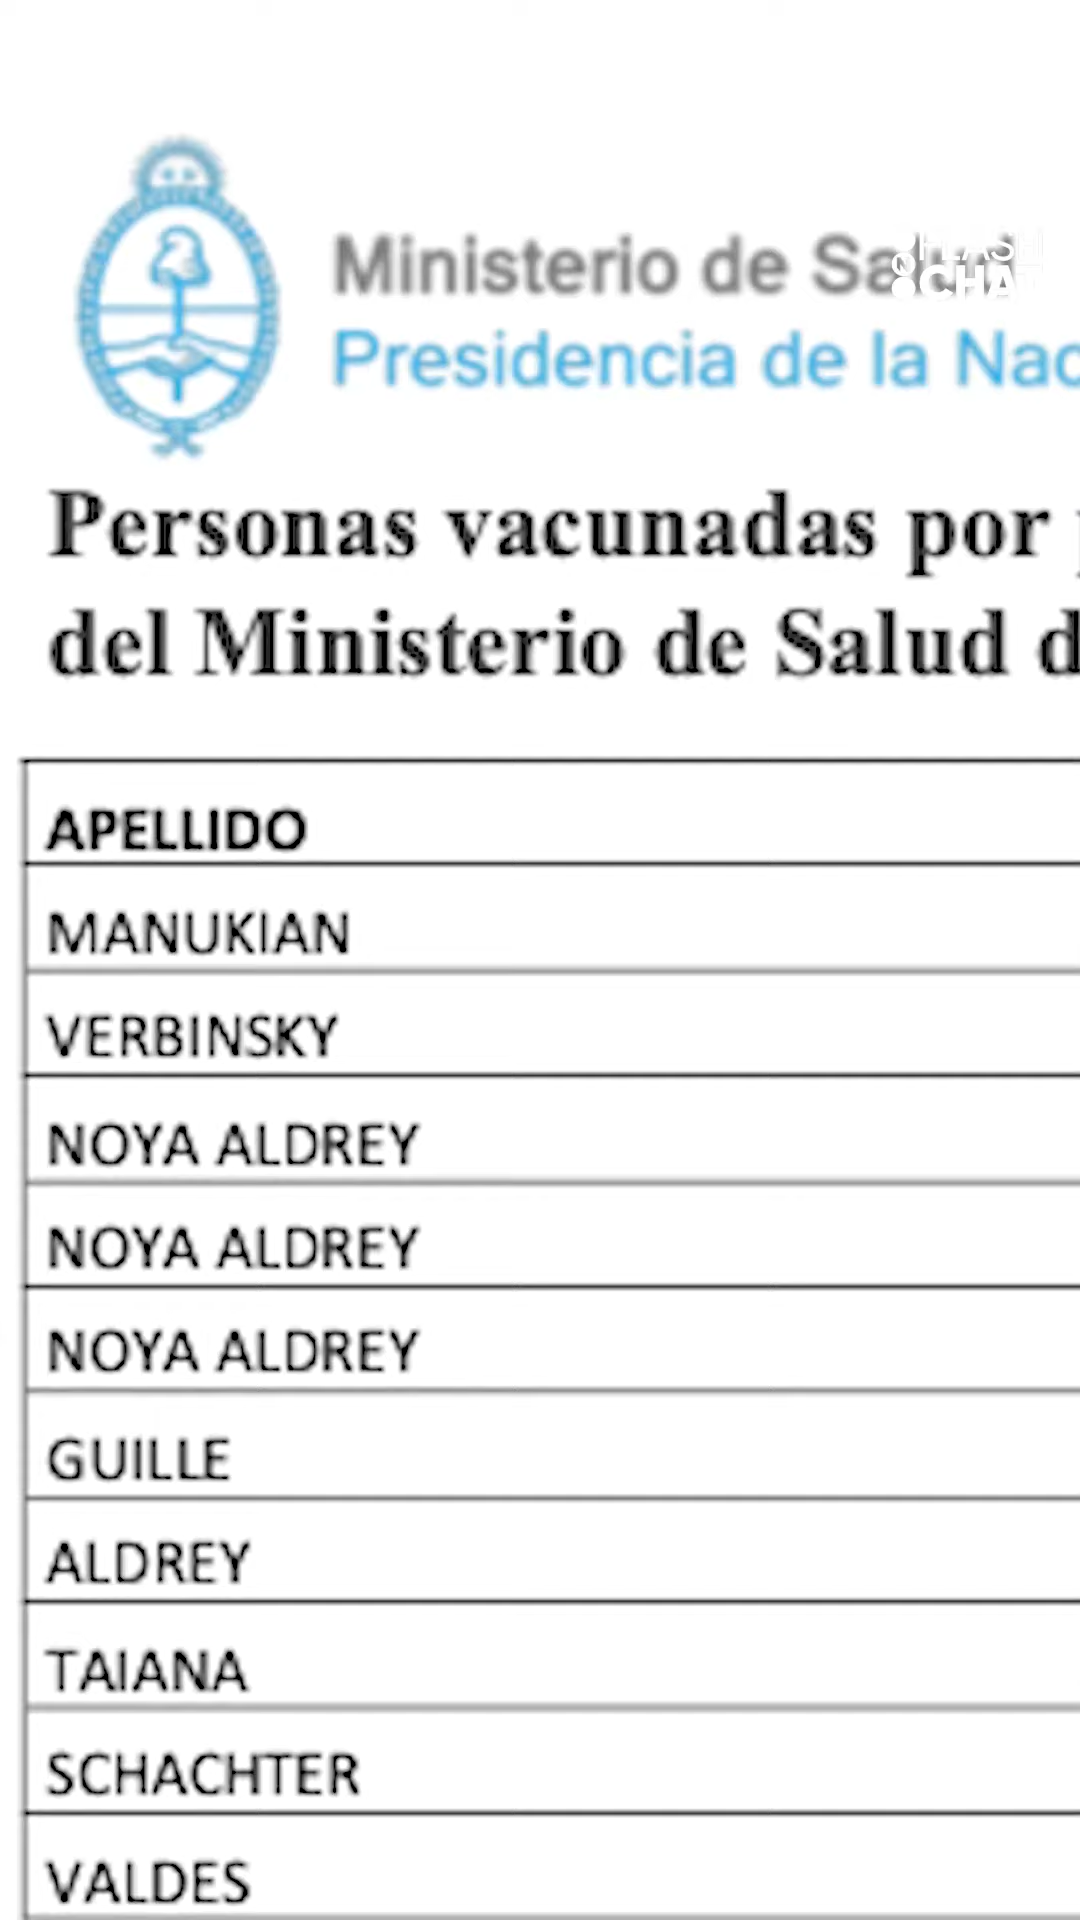 Ministerio de Salud
Presidencia de la Nac
Personas vacunadas por
del Ministerio de Salud d
APELLIDO
MANUKIAN
VERBINSKY
NOYA ALDREY
NOYA ALDREY
NOYA ALDREY
GUILLE
ALDREY
TAIANA
SCHACHTER
VALDES